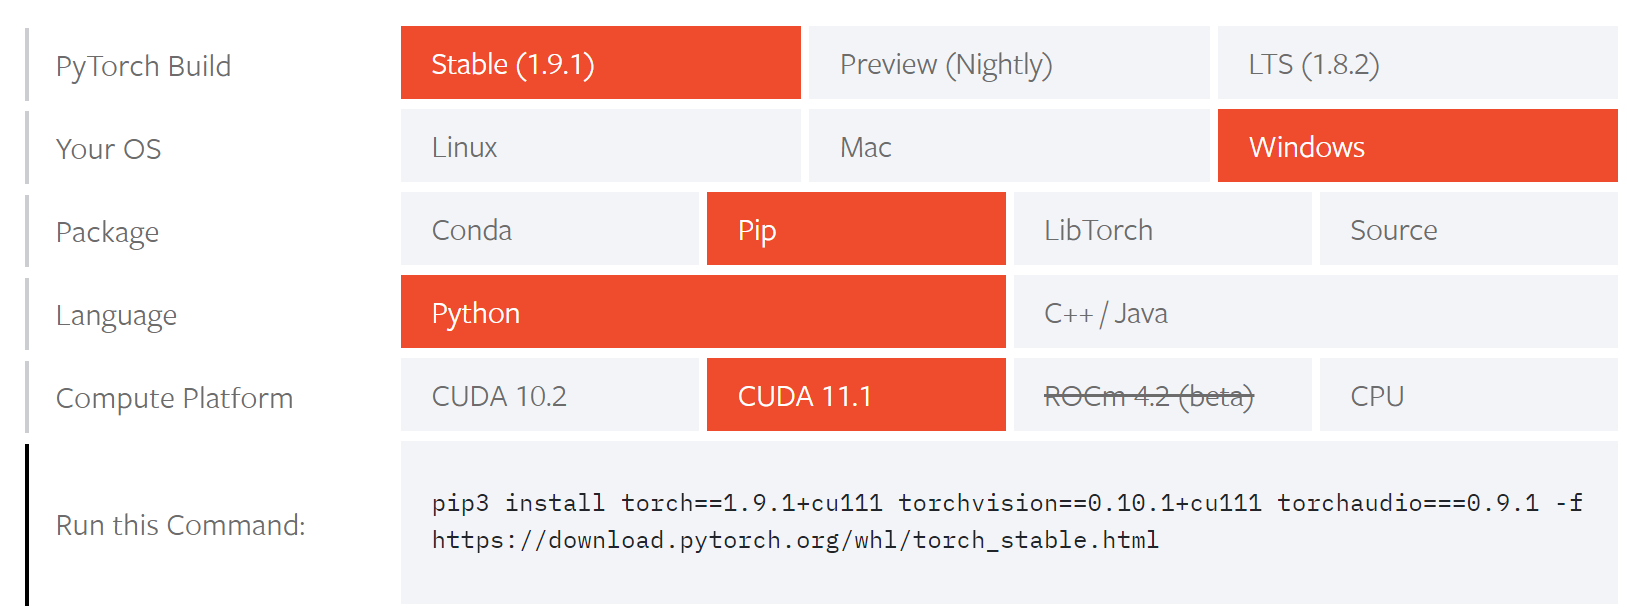 PyTorch Build
Stable (1.9.1)
Preview (Nightly)
LTS (1.8.2)
Your OS
Linux
Mac
Windows
Package
Conda
Pip
LibTorch
Source
Language
Python
C++ / Java
Compute Platform
CUDA 10.2
CUDA 11.1
ROCm 4.2 (beta)
CPU
Run this Command:
pip3 install torch==1.9.1+cu111 torchvision==0.10.1+cu111 torchaudio===0.9.1 -f
https://download.pytorch.org/whl/torch_stable.html